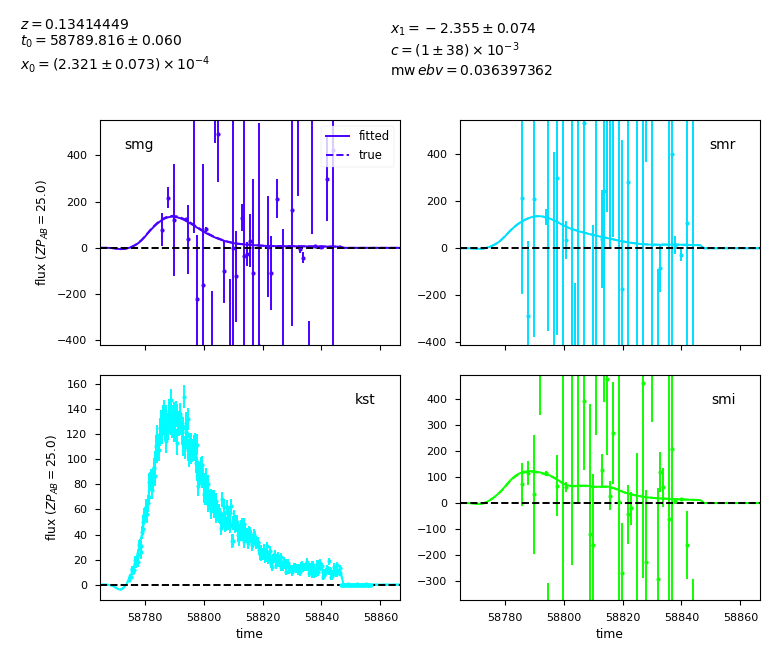 z = 0.13414449
t₀ = 58789.816 ± 0.060
x₀ = (2.321 ± 0.073) × 10⁻⁴
x₁ = −2.355 ± 0.074
c = (1 ± 38) × 10⁻³
mw ebv = 0.036397362
smg
fitted
true
400
200
0
−200
−400
flux (ZP_AB = 25.0)
smr
400
200
0
−200
−400
kst
160
140
120
100
80
60
40
20
0
flux (ZP_AB = 25.0)
58780 58800 58820 58840 58860
time
smi
400
300
200
100
0
−100
−200
−300
58780 58800 58820 58840 58860
time